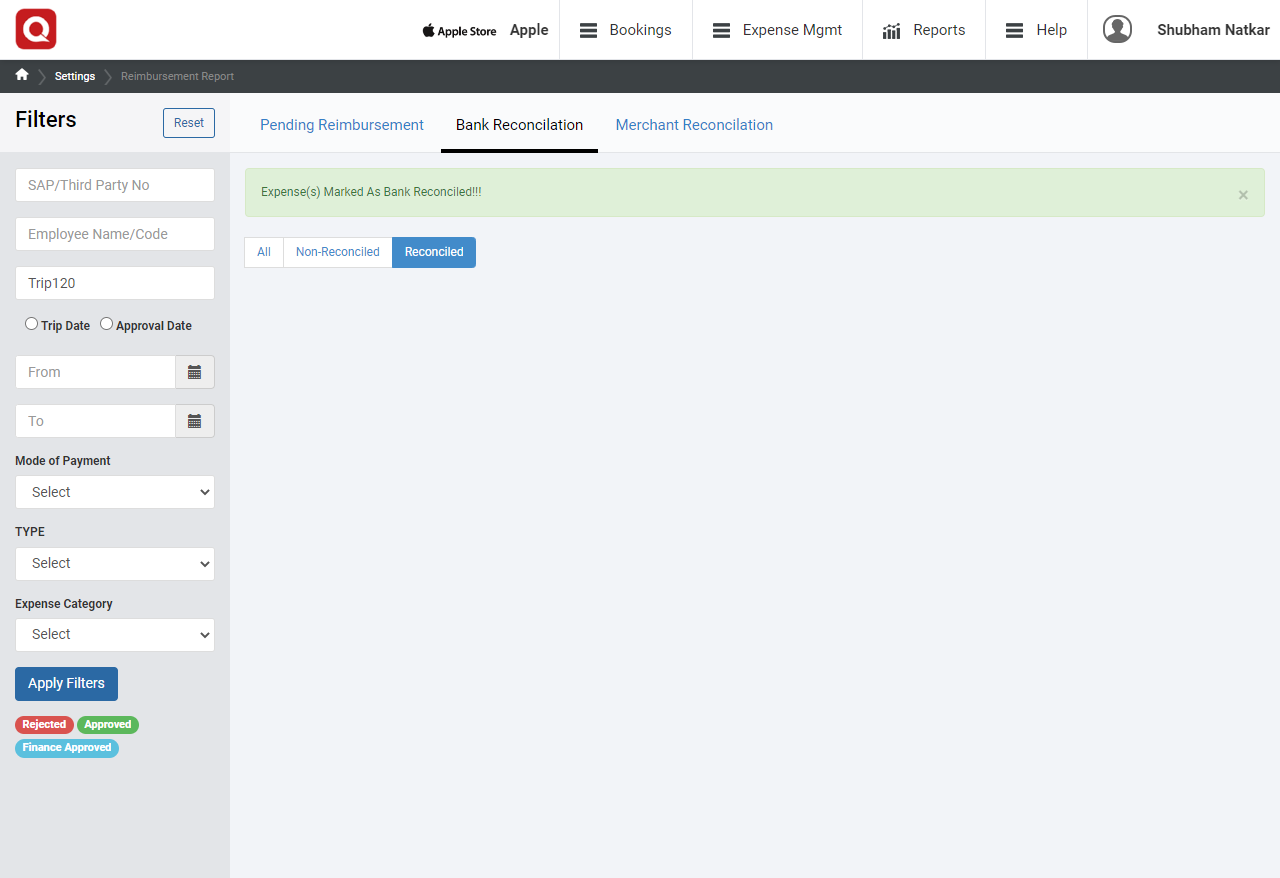 Apple Store Apple Bookings Expense Mgmt Reports Help Shubham Natkar
Settings Reimbursement Report
Filters Reset
Pending Reimbursement Bank Reconcilation Merchant Reconcilation
Expense(s) Marked As Bank Reconciled!!! ×
All Non-Reconciled Reconciled
SAP/Third Party No
Employee Name/Code
Trip120
Trip Date Approval Date
From
To
Mode of Payment
Select
TYPE
Select
Expense Category
Select
Apply Filters
Rejected Approved
Finance Approved